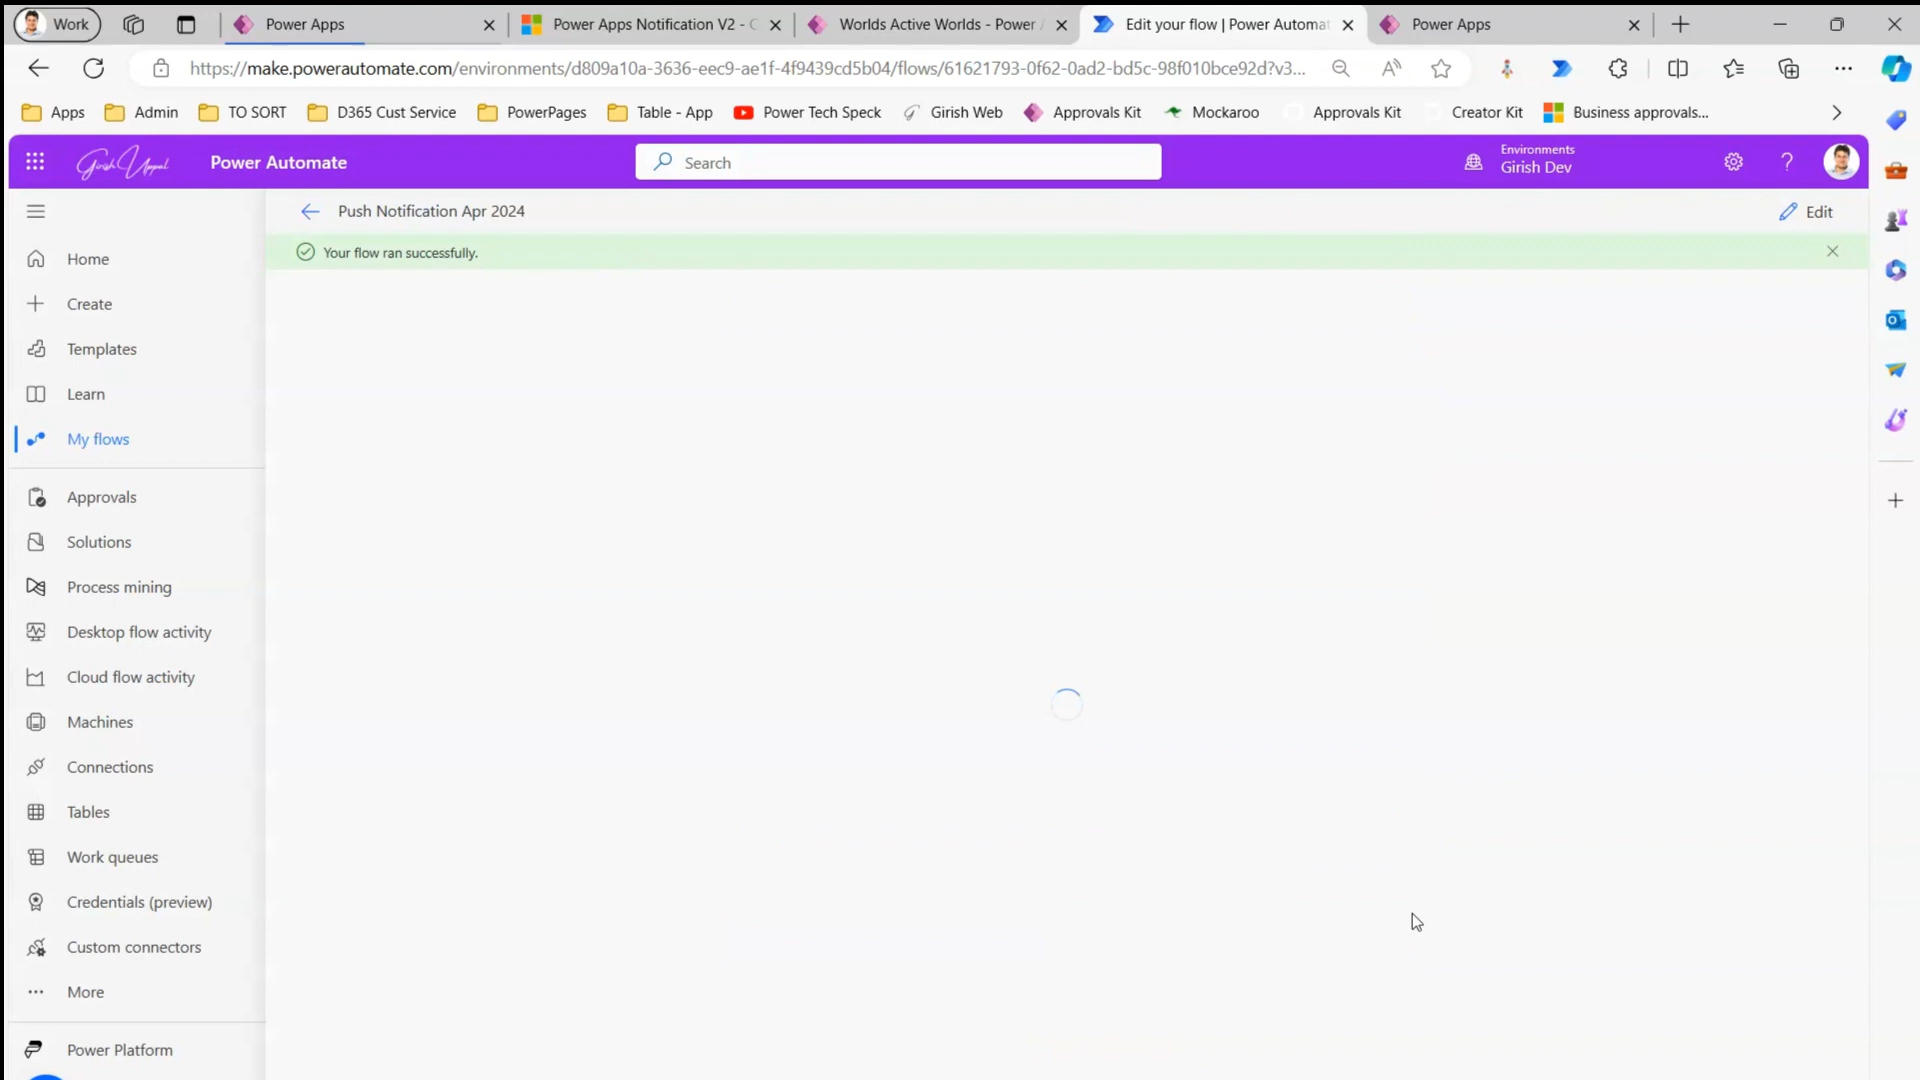 Work
Power Apps
Power Apps Notification V2 - C
Worlds Active Worlds - Power A
Edit your flow | Power Automat
Power Apps
https://make.powerautomate.com/environments/d809a10a-3636-eec9-ae1f-4f9439cd5b04/flows/61621793-0f62-0ad2-bd5c-98f010bce92d?v3...
Apps
Admin
TO SORT
D365 Cust Service
PowerPages
Table - App
Power Tech Speck
Girish Web
Approvals Kit
Mockaroo
Approvals Kit
Creator Kit
Business approvals...
Girish Uppal
Power Automate
Search
Environments
Girish Dev
Push Notification Apr 2024
Edit
Your flow ran successfully.
Home
Create
Templates
Learn
My flows
Approvals
Solutions
Process mining
Desktop flow activity
Cloud flow activity
Machines
Connections
Tables
Work queues
Credentials (preview)
Custom connectors
More
Power Platform